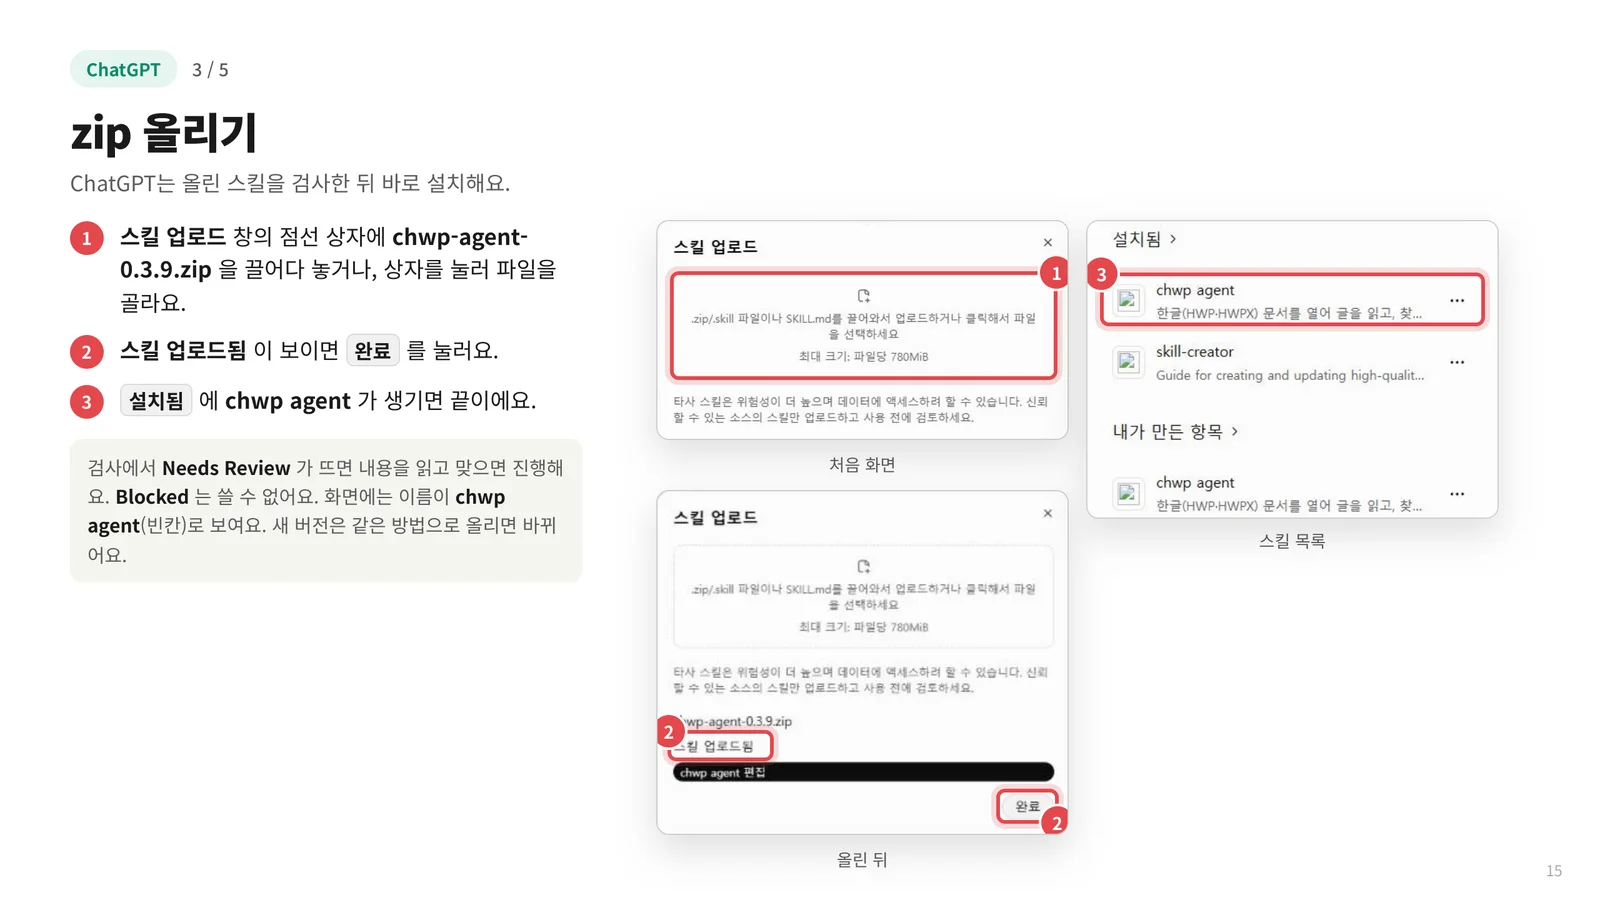 ChatGPT 3 / 5
zip 올리기
ChatGPT는 올린 스킬을 검사한 뒤 바로 설치해요.
1 스킬 업로드 창의 점선 상자에 chwp-agent-
0.3.9.zip 을 끌어다 놓거나, 상자를 눌러 파일을
골라요.
2 스킬 업로드됨 이 보이면 완료 를 눌러요.
3 설치됨 에 chwp agent 가 생기면 끝이에요.
검사에서 Needs Review 가 뜨면 내용을 읽고 맞으면 진행해
요. Blocked 는 쓸 수 없어요. 화면에는 이름이 chwp
agent(빈칸)로 보여요. 새 버전은 같은 방법으로 올리면 바뀌
어요.
스킬 업로드 ×
1
.zip/.skill 파일이나 SKILL.md를 끌어와서 업로드하거나 클릭해서 파일
을 선택하세요
최대 크기: 파일당 780MiB
타사 스킬은 위험성이 더 높으며 데이터에 액세스하려 할 수 있습니다. 신뢰
할 수 있는 소스의 스킬만 업로드하고 사용 전에 검토하세요.
처음 화면
스킬 업로드 ×
.zip/.skill 파일이나 SKILL.md를 끌어와서 업로드하거나 클릭해서 파일
을 선택하세요
최대 크기: 파일당 780MiB
타사 스킬은 위험성이 더 높으며 데이터에 액세스하려 할 수 있습니다. 신뢰
할 수 있는 소스의 스킬만 업로드하고 사용 전에 검토하세요.
hwp-agent-0.3.9.zip
2
스킬 업로드됨
chwp agent 편집
완료
2
올린 뒤
설치됨 >
3
chwp agent ...
한글(HWP·HWPX) 문서를 열어 글을 읽고, 찾...
skill-creator ...
Guide for creating and updating high-qualit...
내가 만든 항목 >
chwp agent ...
한글(HWP·HWPX) 문서를 열어 글을 읽고, 찾...
스킬 목록
15